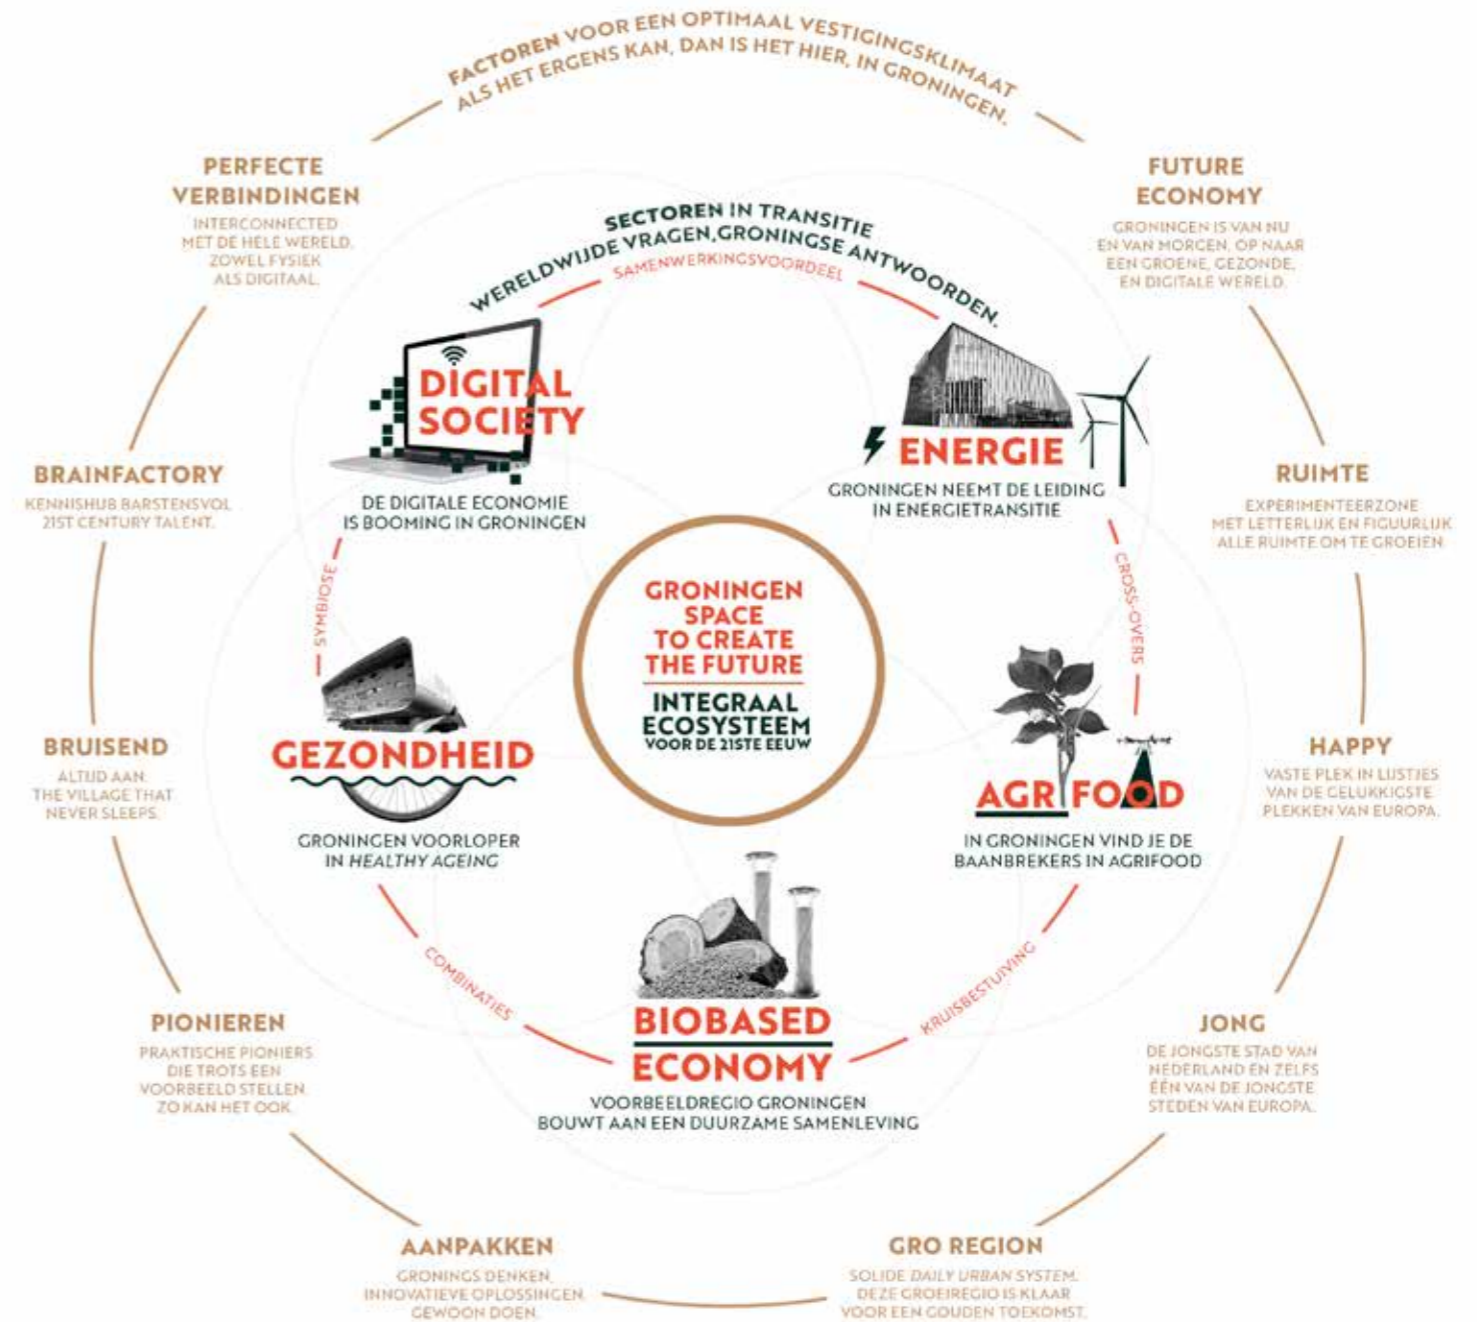 FACTOREN VOOR EEN OPTIMAAL VESTIGINGSKLIMAAT
ALS HET ERGENS KAN, DAN IS HET HIER, IN GRONINGEN.
PERFECTE
VERBINDINGEN
INTERCONNECTED
MET DE HELE WERELD,
ZOWEL FYSIEK
ALS DIGITAAL.
FUTURE
ECONOMY
GRONINGEN IS VAN NU
EN VAN MORGEN, OP NAAR
EEN GROENE, GEZONDE,
EN DIGITALE WERELD.
SECTOREN IN TRANSITIE
WERELDWIJDE VRAGEN, GRONINGSE ANTWOORDEN.
SAMENWERKINGSVOORDEEL
DIGITAL
SOCIETY
DE DIGITALE ECONOMIE
IS BOOMING IN GRONINGEN
ENERGIE
GRONINGEN NEEMT DE LEIDING
IN ENERGIETRANSITIE
BRAINFACTORY
KENNISHUB BARSTENSVOL
21ST CENTURY TALENT.
RUIMTE
EXPERIMENTEERZONE
MET LETTERLIJK EN FIGUURLIJK
ALLE RUIMTE OM TE GROEIEN
SYMBIOSE
CROSS-OVERS
GRONINGEN
SPACE
TO CREATE
THE FUTURE
INTEGRAAL
ECOSYSTEEM
VOOR DE 21STE EEUW
BRUISEND
ALTIJD AAN.
THE VILLAGE THAT
NEVER SLEEPS.
GEZONDHEID
GRONINGEN VOORLOPER
IN HEALTHY AGEING
AGRIFOOD
IN GRONINGEN VIND JE DE
BAANBREKERS IN AGRIFOOD
HAPPY
VASTE PLEK IN LIJSTJES
VAN DE GELUKKIGSTE
PLEKKEN VAN EUROPA.
COMBINATIES
KRUISBESTUIVING
BIOBASED
ECONOMY
VOORBEELDREGIO GRONINGEN
BOUWT AAN EEN DUURZAME SAMENLEVING
PIONIEREN
PRAKTISCHE PIONIERS
DIE TROTS EEN
VOORBEELD STELLEN.
ZO KAN HET OOK.
JONG
DE JONGSTE STAD VAN
NEDERLAND EN ZELFS
ÉÉN VAN DE JONGSTE
STEDEN VAN EUROPA.
AANPAKKEN
GRONINGS DENKEN,
INNOVATIEVE OPLOSSINGEN.
GEWOON DOEN.
GRO REGION
SOLIDE DAILY URBAN SYSTEM.
DEZE GROEIREGIO IS KLAAR
VOOR EEN GOUDEN TOEKOMST.